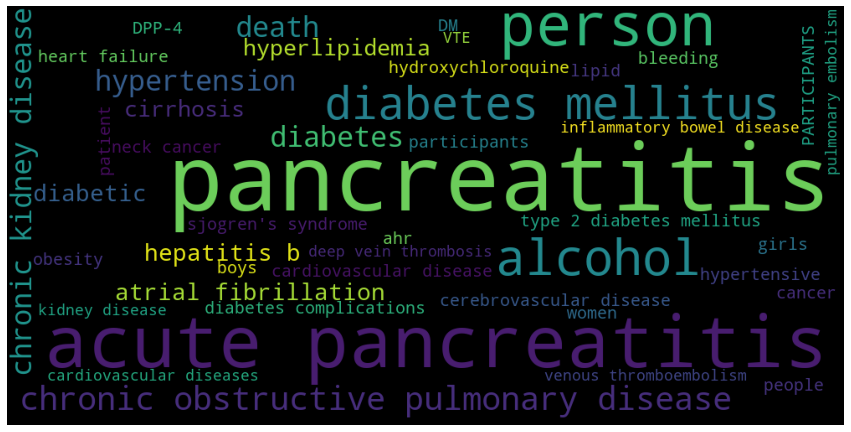 chronic kidney disease
DPP-4
death
DM
VTE
person
heart failure
hyperlipidemia
bleeding
PARTICIPANTS
pulmonary embolism
hypertension
hydroxychloroquine
lipid
diabetes mellitus
cirrhosis
patient
neck cancer
diabetes
participants
inflammatory bowel disease
pancreatitis
diabetic
sjogren's syndrome
type 2 diabetes mellitus
ahr
girls
hepatitis b
deep vein thrombosis
alcohol
obesity
boys
cardiovascular disease
hypertensive
atrial fibrillation
cerebrovascular disease
cancer
kidney disease
diabetes complications
women
acute pancreatitis
cardiovascular diseases
venous thromboembolism
people
chronic obstructive pulmonary disease